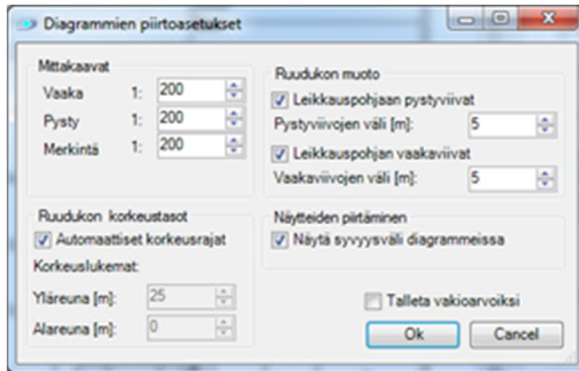 Diagrammien piirtoasetukset
Mittakaavat
Vaaka 1: 200
Pysty 1: 200
Merkintä 1: 200
Ruudukon muoto
Leikkauspohjaan pystyviivat
Pystyviivojen väli [m]: 5
Leikkauspohjan vaakaviivat
Vaakaviivojen väli [m]: 5
Ruudukon korkeustasot
Automaattiset korkeusrajat
Korkeuslukemat:
Yläreuna [m]: 25
Alareuna [m]: 0
Näytteiden piirtäminen
Näytä syvyysväli diagrammeissa
Talleta vakioarvoiksi
Ok Cancel